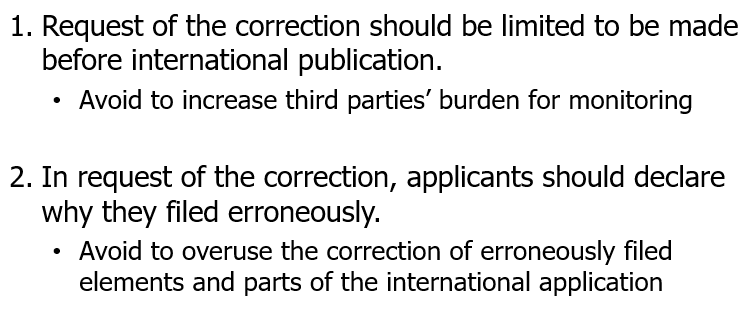 1. Request of the correction should be limited to be made
before international publication.
• Avoid to increase third parties’ burden for monitoring
2. In request of the correction, applicants should declare
why they filed erroneously.
• Avoid to overuse the correction of erroneously filed
elements and parts of the international application